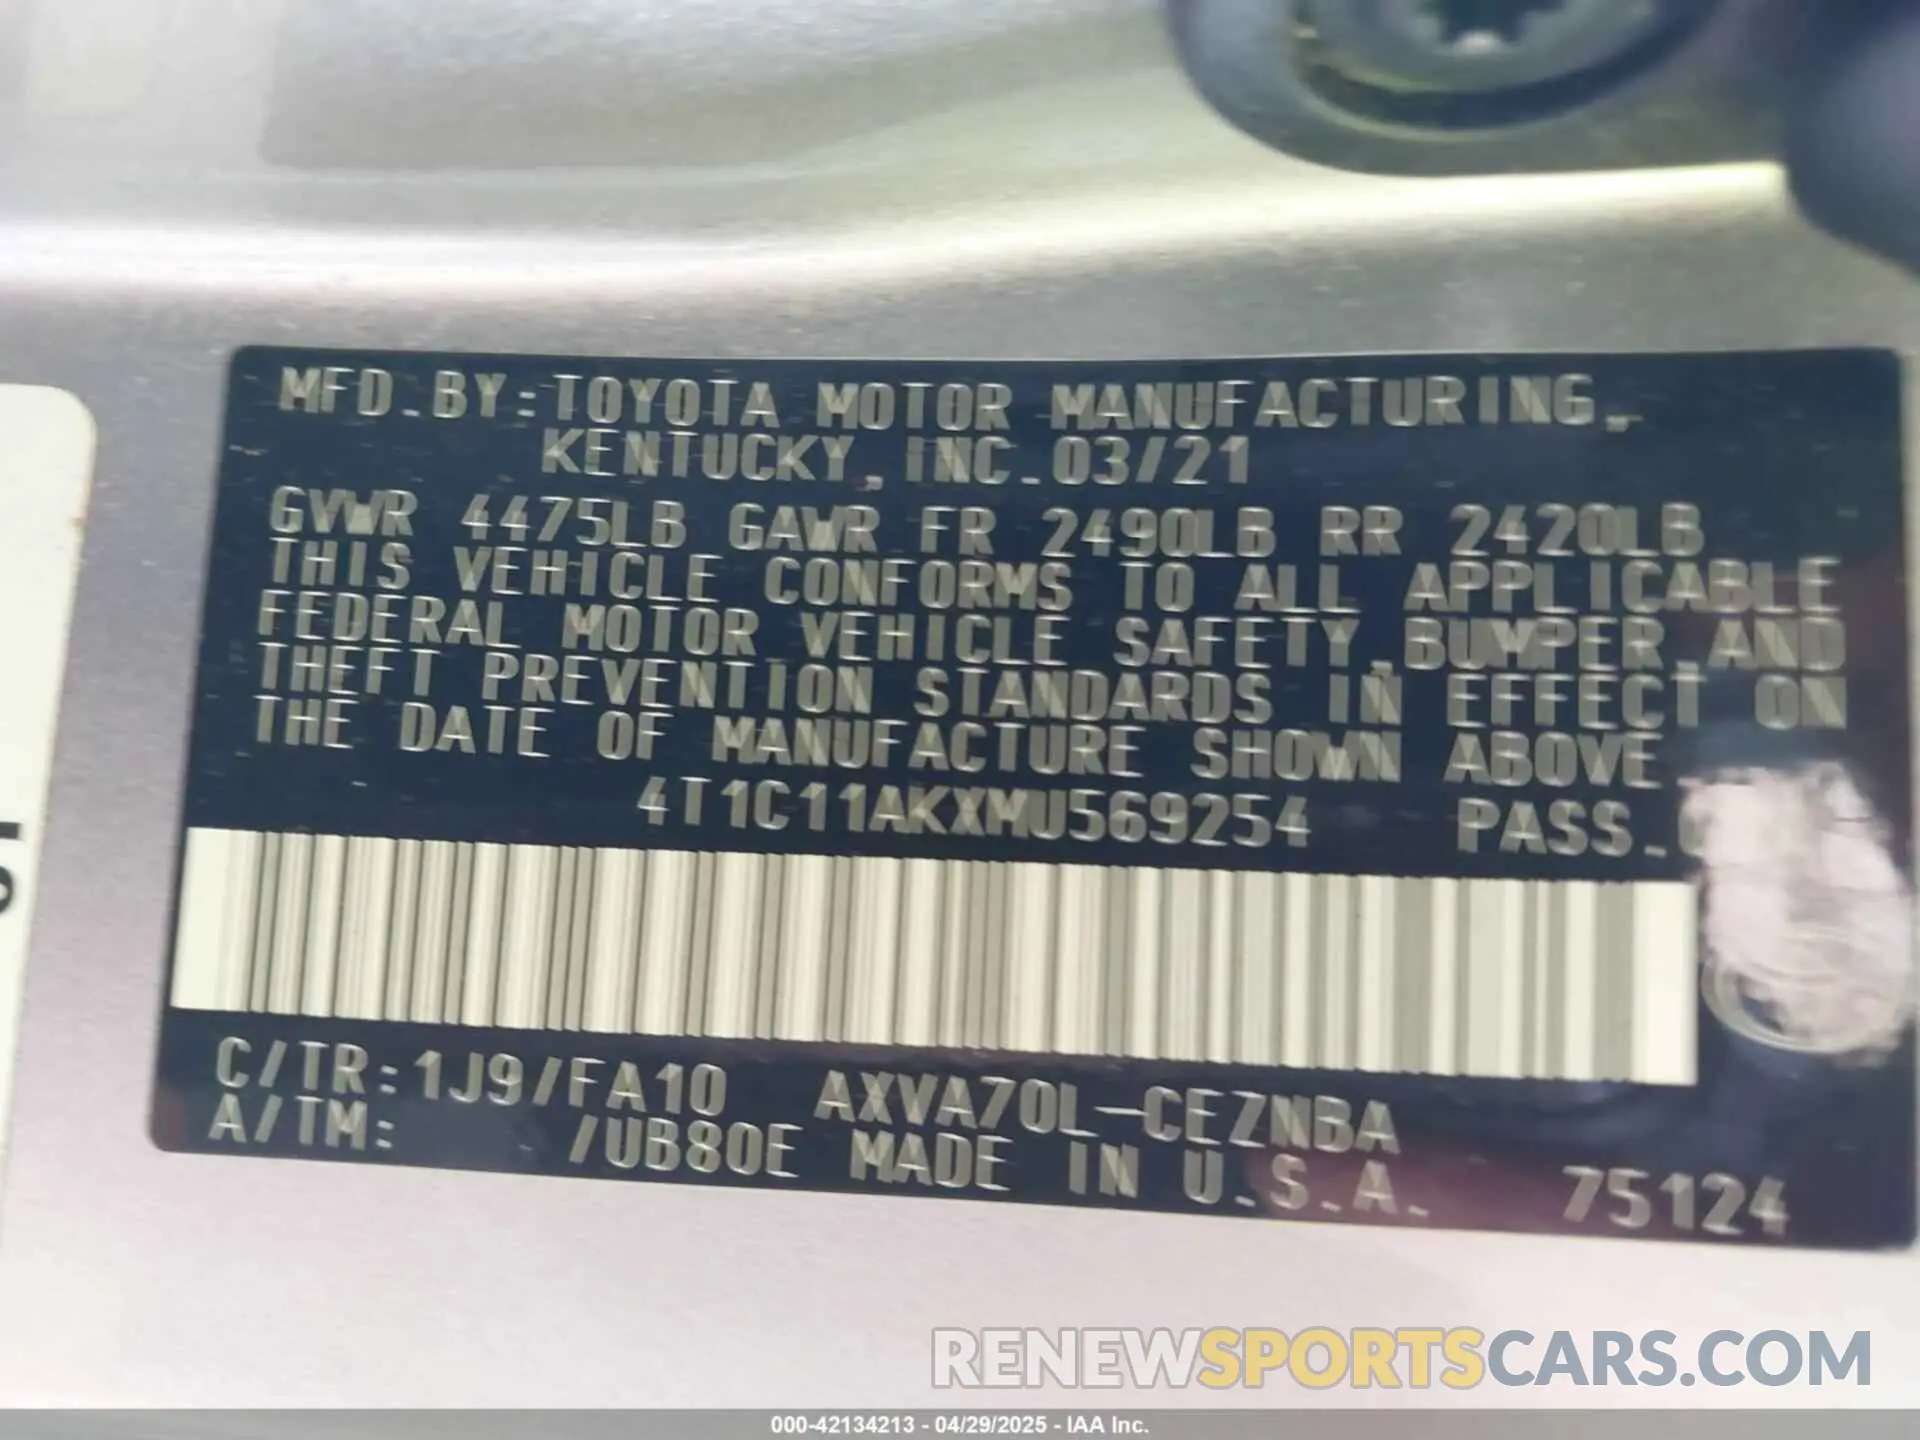 MFD.BY:TOYOTA MOTOR MANUFACTURING,
KENTUCKY, INC.03/21
GVWR 4475LB GAWR FR 2490LB RR 2420LB
THIS VEHICLE CONFORMS TO ALL APPLICABLE
FEDERAL MOTOR VEHICLE SAFETY,BUMPER,AND
THEFT PREVENTION STANDARDS IN EFFECT ON
THE DATE OF MANUFACTURE SHOWN ABOVE.
4T1C11AKXMU569254 PASS.
C/TR:1J9/FA10 AXVA70L-CEZNBA
A/TM: /UB80E MADE IN U.S.A. 75124
RENEWSPORTSCARS.COM
000-42134213 - 04/29/2025 - IAA Inc.